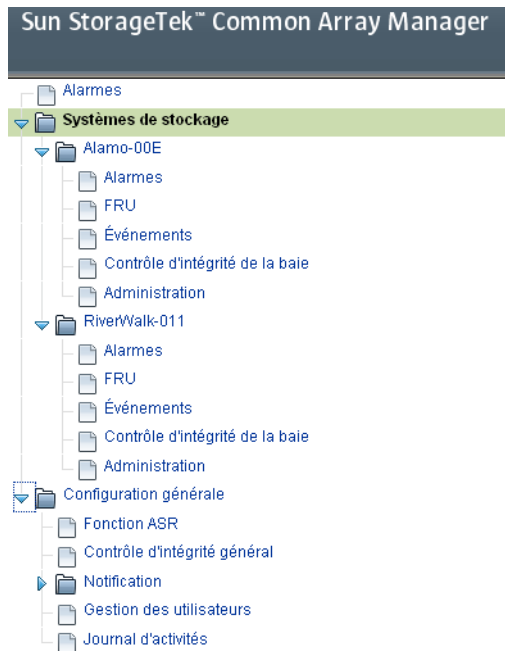 Sun StorageTek™ Common Array Manager
Alarmes
Systèmes de stockage
Alamo-00E
Alarmes
FRU
Événements
Contrôle d'intégrité de la baie
Administration
RiverWalk-011
Alarmes
FRU
Événements
Contrôle d'intégrité de la baie
Administration
Configuration générale
Fonction ASR
Contrôle d'intégrité général
Notification
Gestion des utilisateurs
Journal d'activités